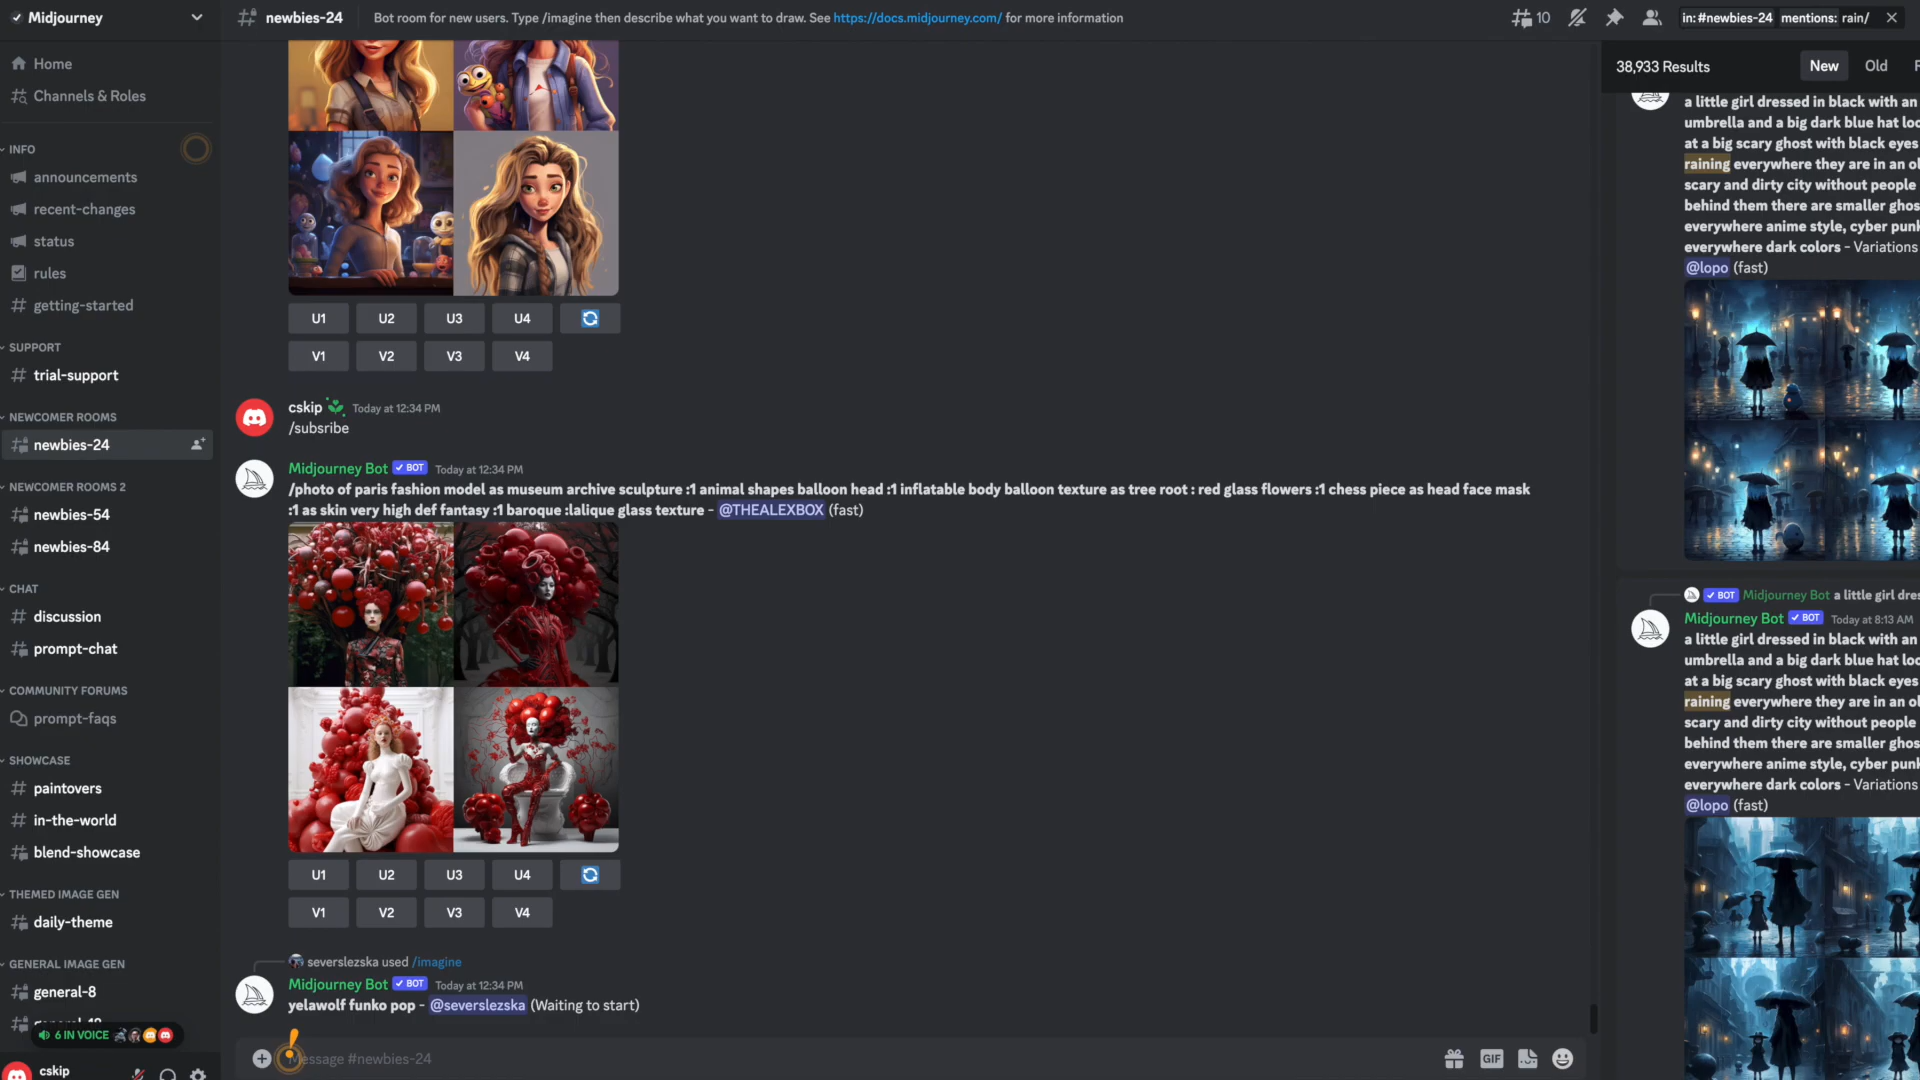 Midjourney
Home
Channels & Roles
INFO
announcements
recent-changes
status
rules
getting-started
SUPPORT
trial-support
NEWCOMER ROOMS
newbies-24
NEWCOMER ROOMS 2
newbies-54
newbies-84
CHAT
discussion
prompt-chat
COMMUNITY FORUMS
prompt-faqs
SHOWCASE
paintovers
in-the-world
blend-showcase
THEMED IMAGE GEN
daily-theme
GENERAL IMAGE GEN
general-8
6 IN VOICE
cskip
newbies-24 Bot room for new users. Type /imagine then describe what you want to draw. See https://docs.midjourney.com/ for more information
10
in: #newbies-24 mentions: rain/
U1 U2 U3 U4
V1 V2 V3 V4
cskip Today at 12:34 PM
/subsribe
Midjourney Bot BOT Today at 12:34 PM
/photo of paris fashion model as museum archive sculpture :1 animal shapes balloon head :1 inflatable body balloon texture as tree root : red glass flowers :1 chess piece as head face mask
:1 as skin very high def fantasy :1 baroque :lalique glass texture - @THEALEXBOX (fast)
U1 U2 U3 U4
V1 V2 V3 V4
severslezska used /imagine
Midjourney Bot BOT Today at 12:34 PM
yelawolf funko pop - @severslezska (Waiting to start)
Message #newbies-24
GIF
38,933 Results
New Old
a little girl dressed in black with an
umbrella and a big dark blue hat loo
at a big scary ghost with black eyes
raining everywhere they are in an ol
scary and dirty city without people
behind them there are smaller ghos
everywhere anime style, cyber punk
everywhere dark colors - Variations
@lopo (fast)
BOT Midjourney Bot a little girl dres
Midjourney Bot BOT Today at 8:13 AM
a little girl dressed in black with an
umbrella and a big dark blue hat loo
at a big scary ghost with black eyes
raining everywhere they are in an ol
scary and dirty city without people
behind them there are smaller ghos
everywhere anime style, cyber punk
everywhere dark colors - Variations
@lopo (fast)